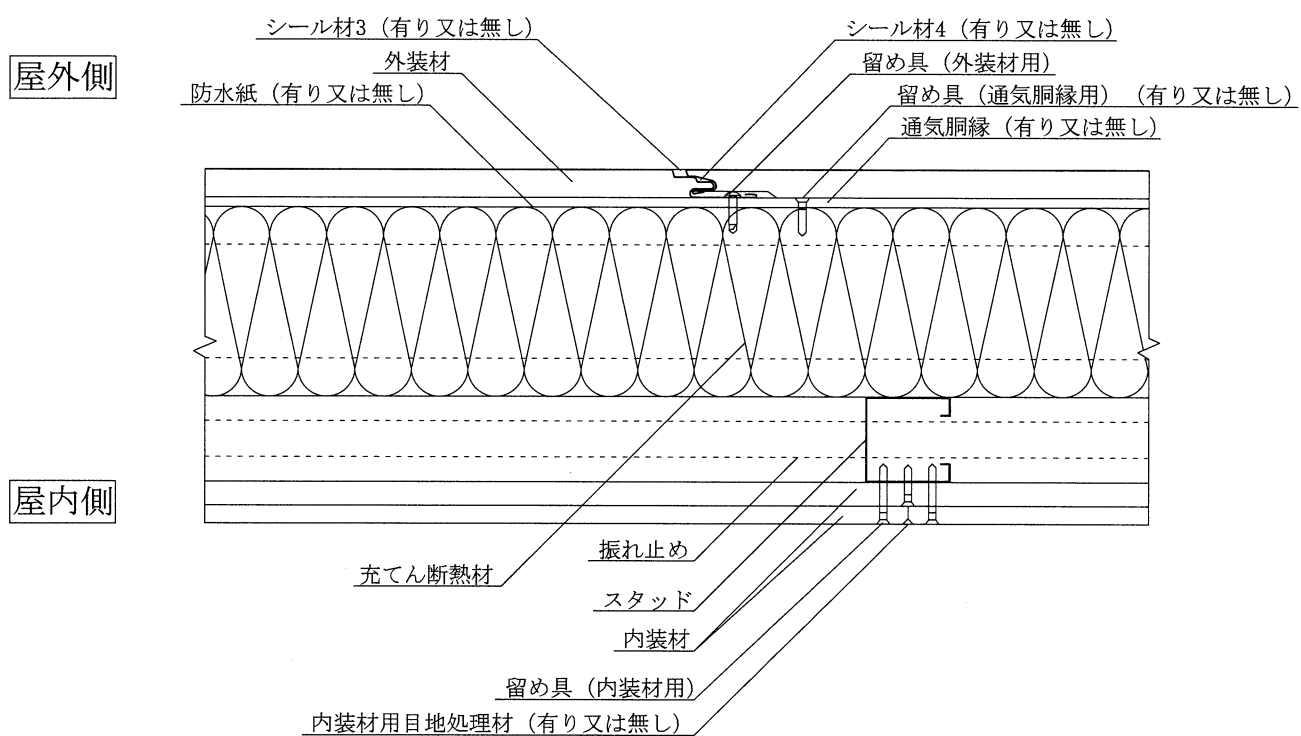 シール材3（有り又は無し）
シール材4（有り又は無し）
屋外側
外装材
留め具（外装材用）
防水紙（有り又は無し）
留め具（通気胴縁用）（有り又は無し）
通気胴縁（有り又は無し）
屋内側
振れ止め
充てん断熱材
スタッド
内装材
留め具（内装材用）
内装材用目地処理材（有り又は無し）